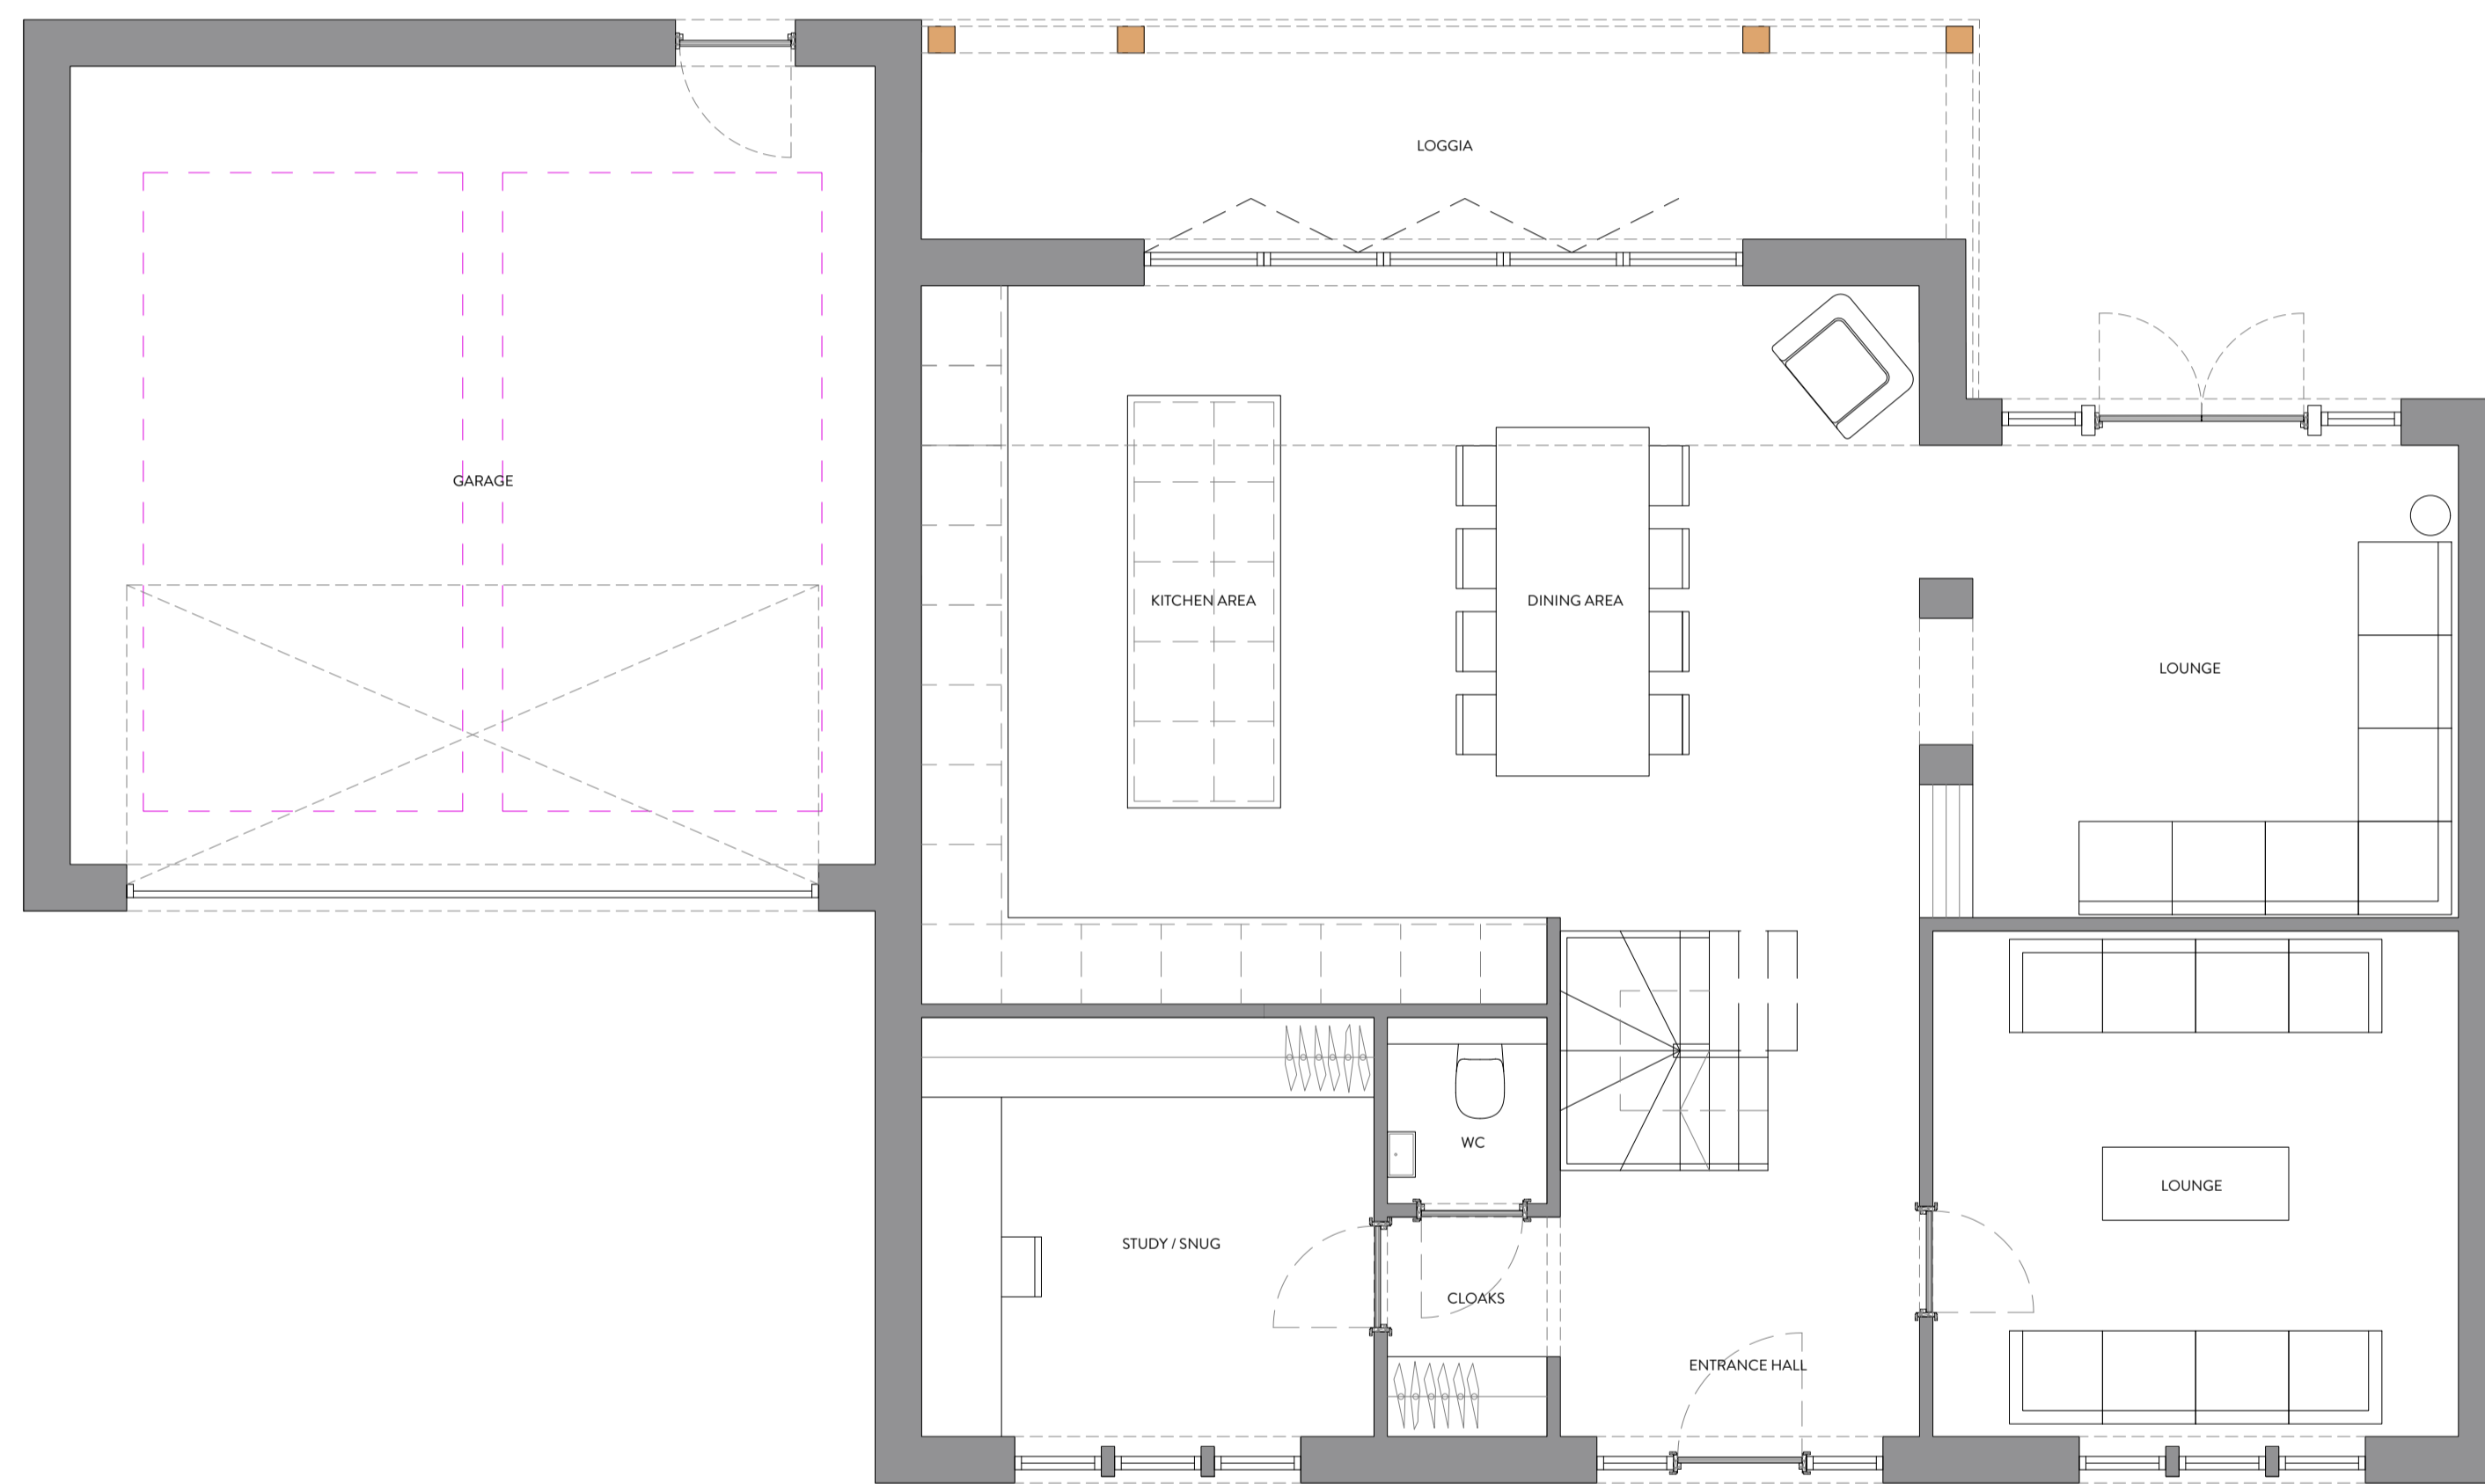 LOGGIA
GARAGE
KITCHEN AREA
DINING AREA
LOUNGE
WC
LOUNGE
STUDY / SNUG
CLOAKS
ENTRANCE HALL